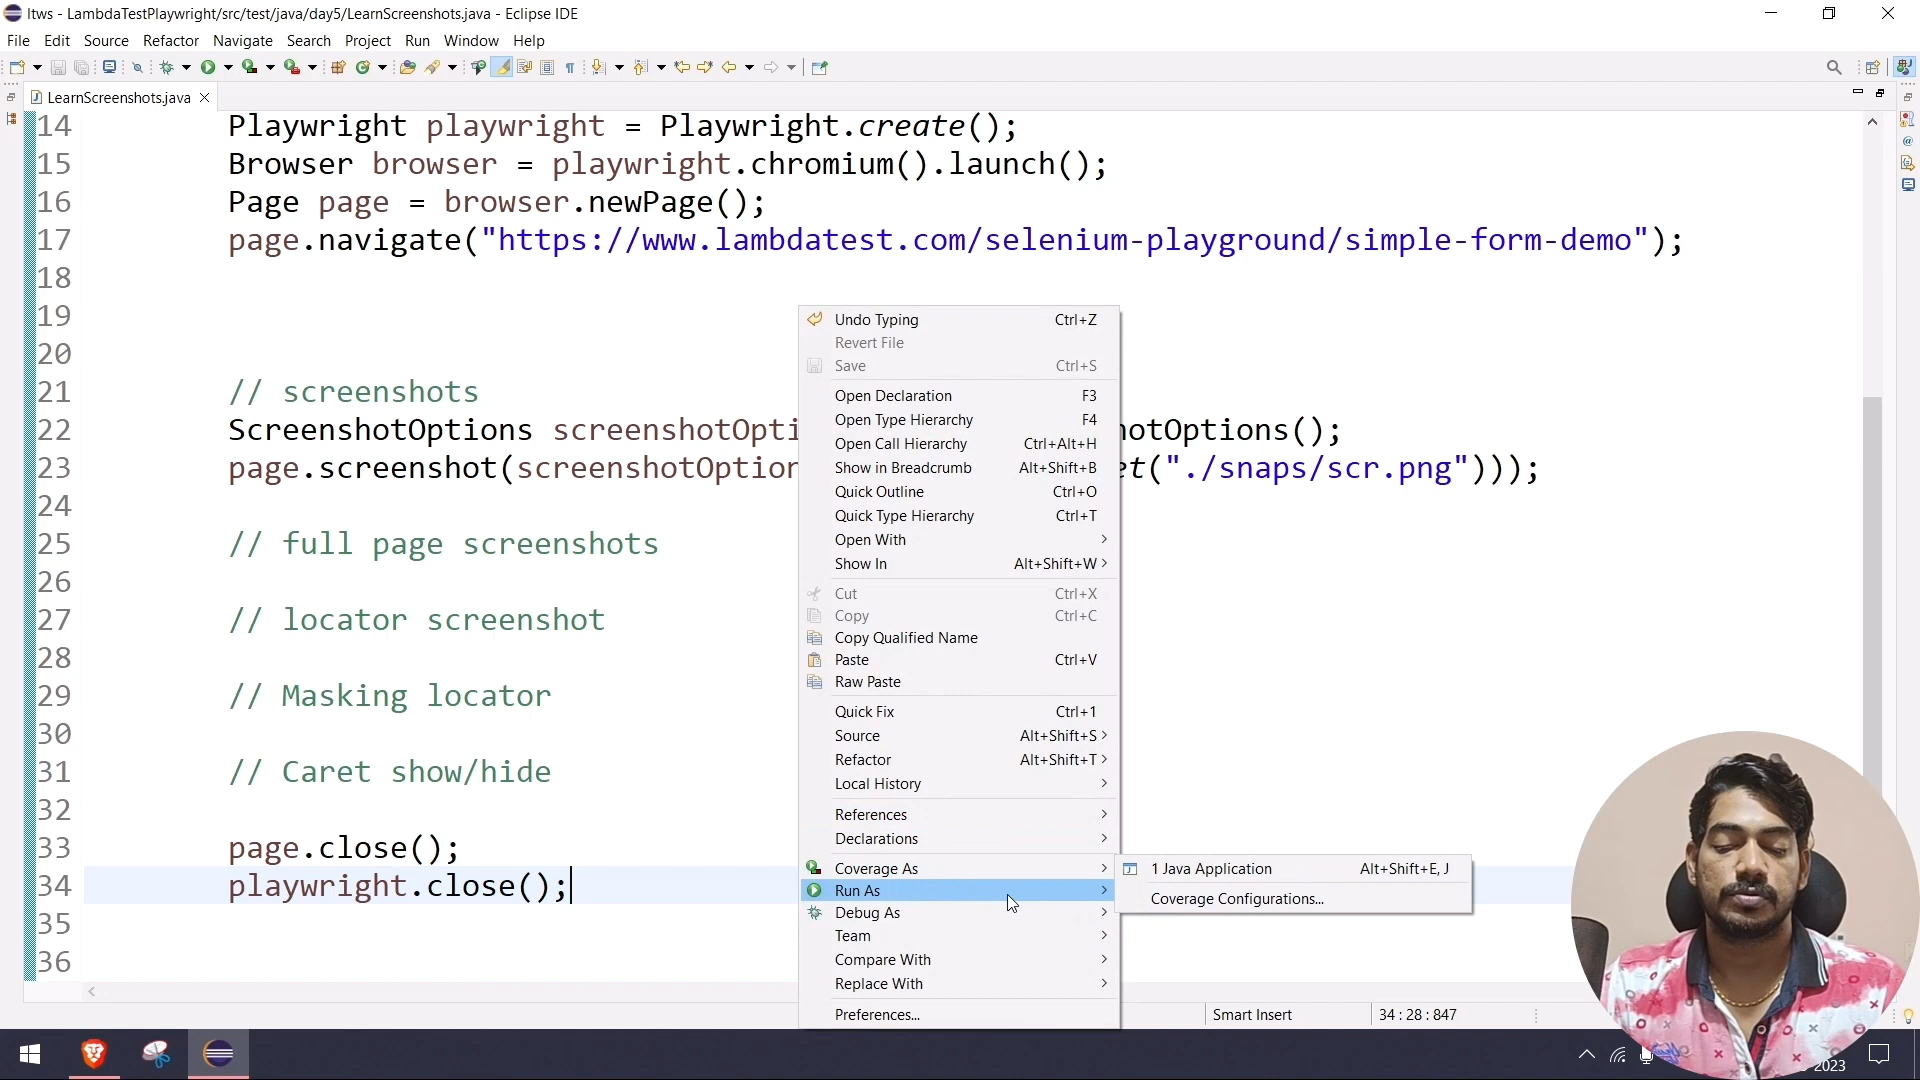 ltws - LambdaTestPlaywright/src/test/java/day5/LearnScreenshots.java - Eclipse IDE
File Edit Source Refactor Navigate Search Project Run Window Help
LearnScreenshots.java
14 Playwright playwright = Playwright.create();
15 Browser browser = playwright.chromium().launch();
16 Page page = browser.newPage();
17 page.navigate("https://www.lambdatest.com/selenium-playground/simple-form-demo");
18
19
20
21 // screenshots
22 ScreenshotOptions screenshotOpti hotOptions();
23 page.screenshot(screenshotOption et("./snaps/scr.png")));
24
25 // full page screenshots
26
27 // locator screenshot
28
29 // Masking locator
30
31 // Caret show/hide
32
33 page.close();
34 playwright.close();
35
36
Undo Typing Ctrl+Z
Revert File
Save Ctrl+S
Open Declaration F3
Open Type Hierarchy F4
Open Call Hierarchy Ctrl+Alt+H
Show in Breadcrumb Alt+Shift+B
Quick Outline Ctrl+O
Quick Type Hierarchy Ctrl+T
Open With
Show In Alt+Shift+W
Cut Ctrl+X
Copy Ctrl+C
Copy Qualified Name
Paste Ctrl+V
Raw Paste
Quick Fix Ctrl+1
Source Alt+Shift+S
Refactor Alt+Shift+T
Local History
References
Declarations
Coverage As
Run As
Debug As
Team
Compare With
Replace With
Preferences...
1 Java Application Alt+Shift+E, J
Coverage Configurations...
Smart Insert 34 : 28 : 847
2023